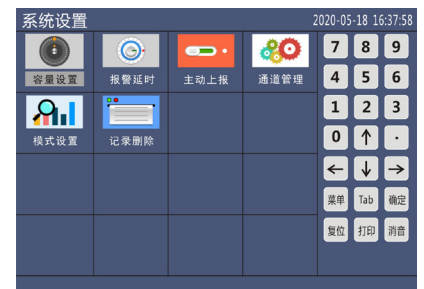 系统设置 2020-05-18 16:37:58
容量设置 报警延时 主动上报 通道管理 7 8 9
4 5 6
模式设置 记录删除 1 2 3
0 ↑ ·
← ↓ →
菜单 Tab 确定
复位 打印 消音